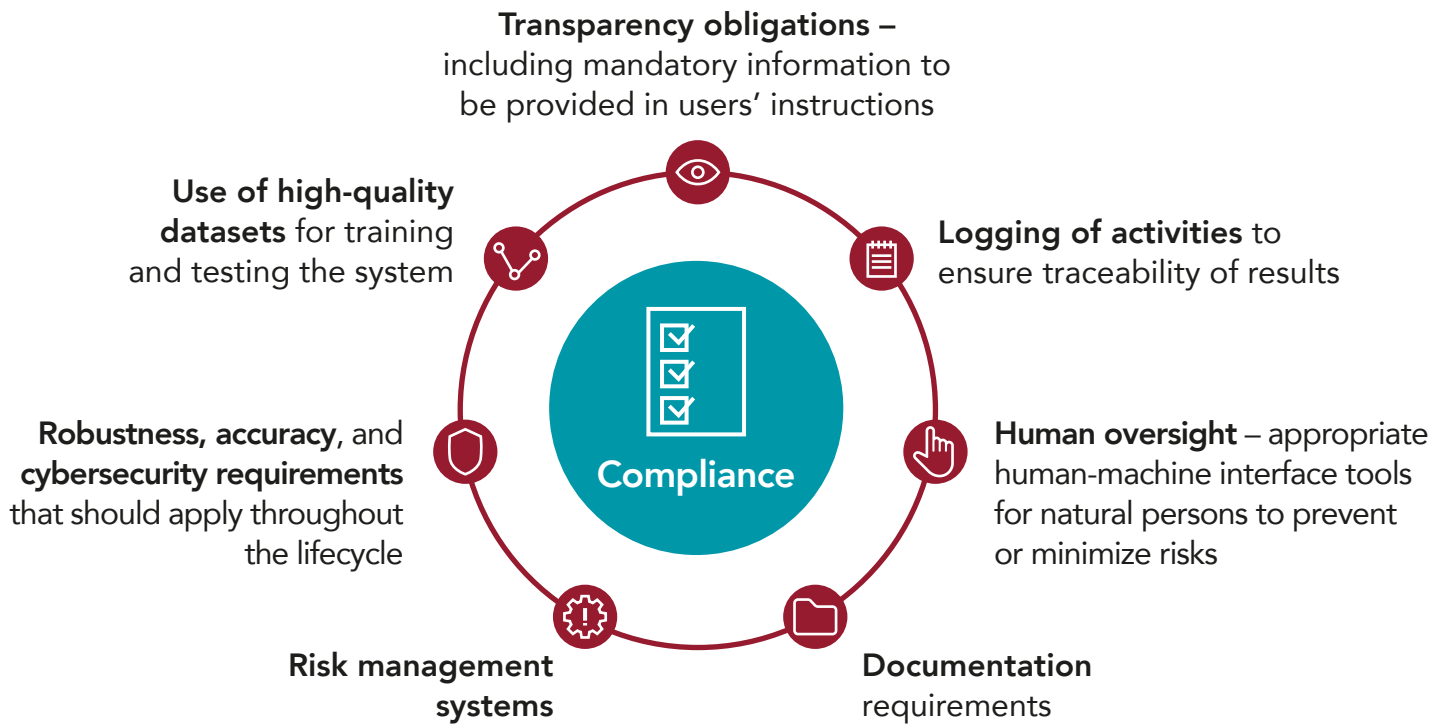 Transparency obligations –
including mandatory information to
be provided in users’ instructions
Use of high-quality
datasets for training
and testing the system
Logging of activities to
ensure traceability of results
Compliance
Robustness, accuracy, and
cybersecurity requirements
that should apply throughout
the lifecycle
Human oversight – appropriate
human-machine interface tools
for natural persons to prevent
or minimize risks
Risk management
systems
Documentation
requirements